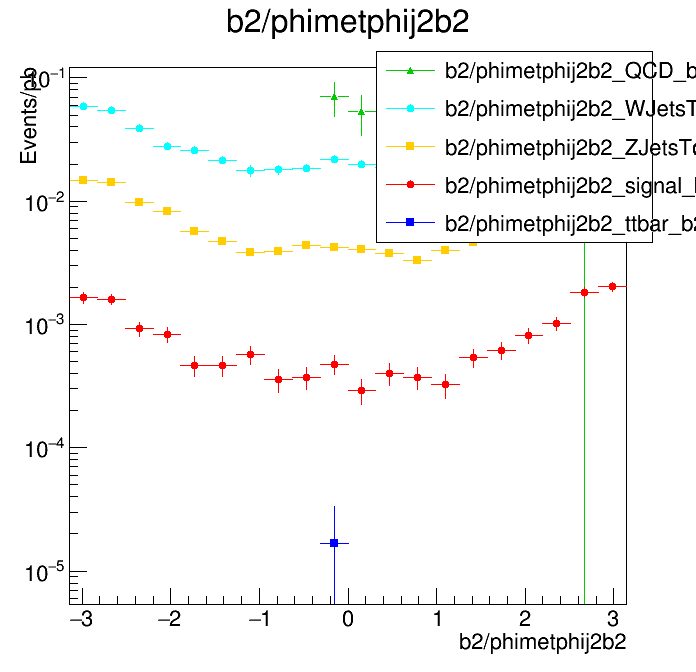 b2/phimetphij2b2
Events/pb
10⁻¹
10⁻²
10⁻³
10⁻⁴
10⁻⁵
b2/phimetphij2b2_QCD_b
b2/phimetphij2b2_WJetsT
b2/phimetphij2b2_ZJetsTo
b2/phimetphij2b2_signal_
b2/phimetphij2b2_ttbar_b2
−3 −2 −1 0 1 2 3
b2/phimetphij2b2